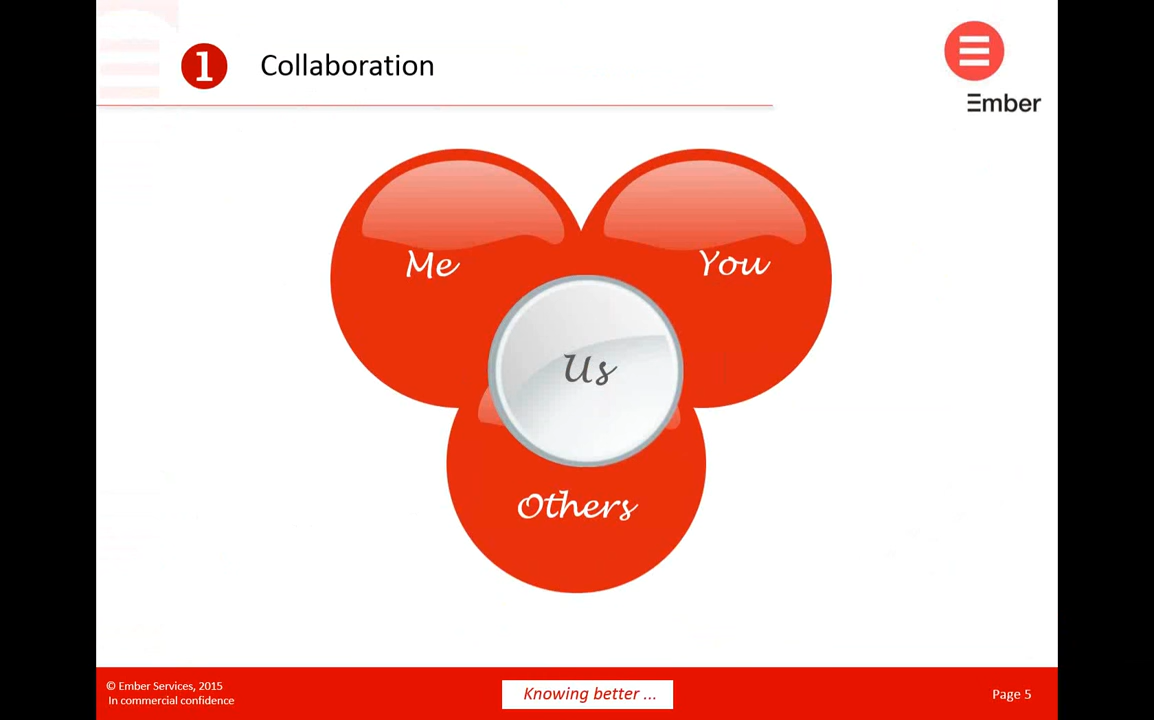 1 Collaboration
Ember
Me
You
Us
Others
© Ember Services, 2015
In commercial confidence
Knowing better ...
Page 5